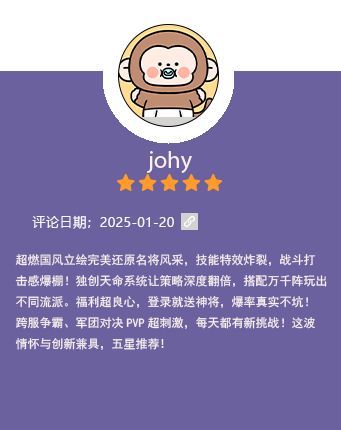 johy
评论日期：2025-01-20
超燃国风立绘完美还原名将风采，技能特效炸裂，战斗打
击感爆棚！独创天命系统让策略深度翻倍，搭配万千阵玩出
不同流派。福利超良心，登录就送神将，爆率真实不坑！
跨服争霸、军团对决 PVP 超刺激，每天都有新挑战！这波
情怀与创新兼具，五星推荐！